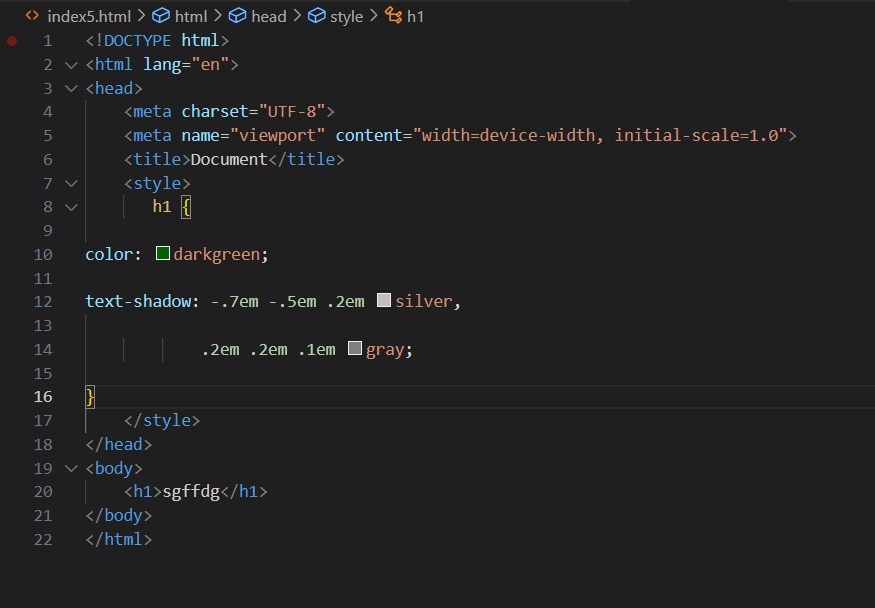 index5.html > html > head > style > h1
1 <!DOCTYPE html>
2 <html lang="en">
3 <head>
4 <meta charset="UTF-8">
5 <meta name="viewport" content="width=device-width, initial-scale=1.0">
6 <title>Document</title>
7 <style>
8 h1 {
9
10 color: darkgreen;
11
12 text-shadow: -.7em -.5em .2em silver,
13
14 .2em .2em .1em gray;
15
16 }
17 </style>
18 </head>
19 <body>
20 <h1>sgffdg</h1>
21 </body>
22 </html>